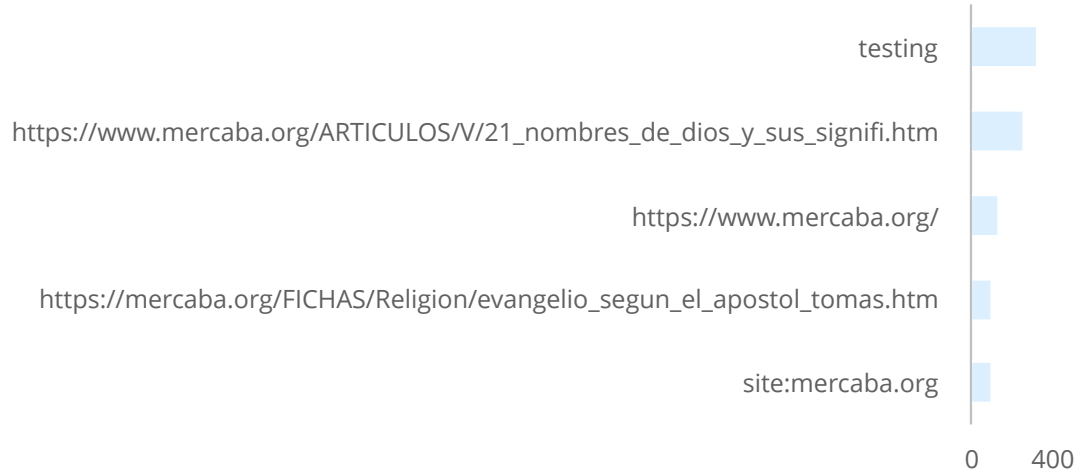 testing
https://www.mercaba.org/ARTICULOS/V/21_nombres_de_dios_y_sus_signifi.htm
https://www.mercaba.org/
https://mercaba.org/FICHAS/Religion/evangelio_segun_el_apostol_tomas.htm
site:mercaba.org
0 400